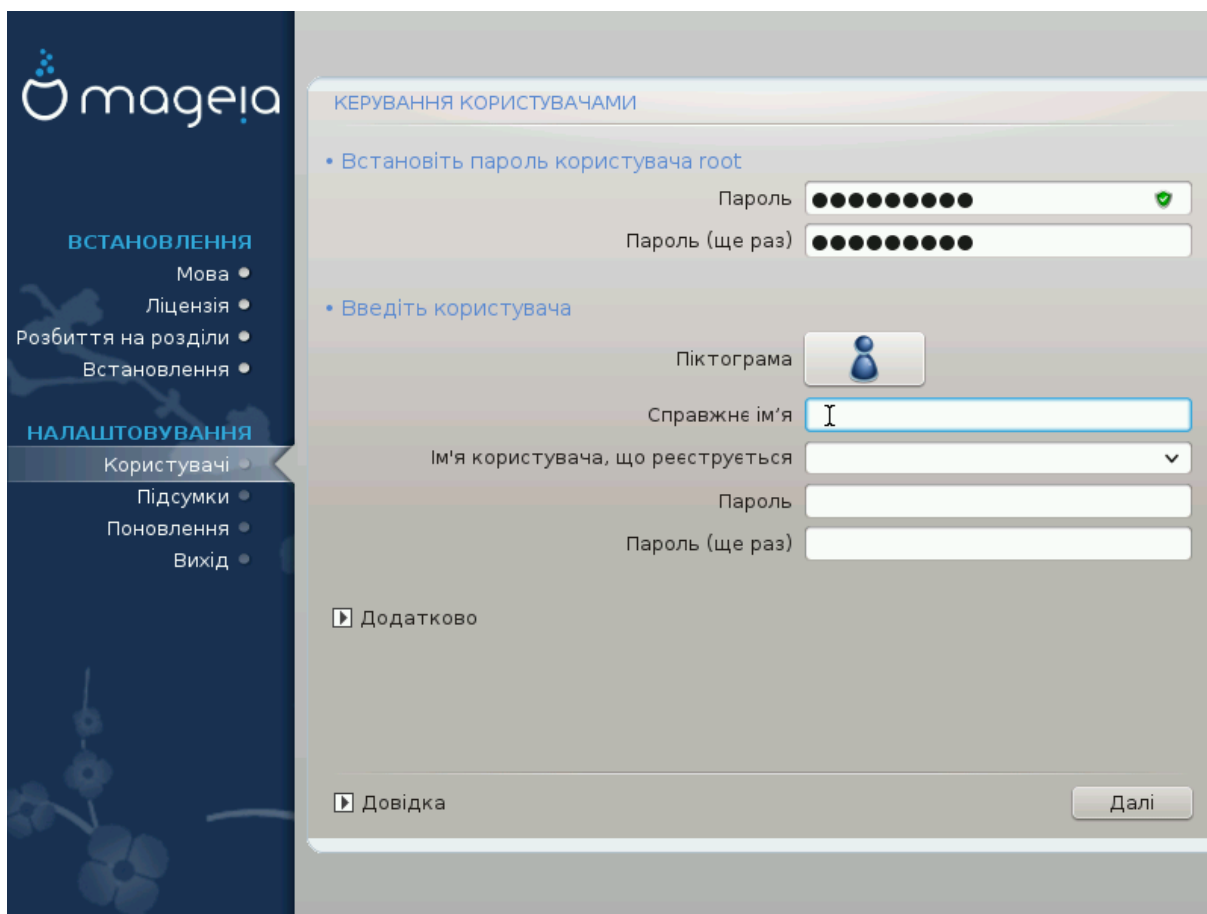 mageia
ВСТАНОВЛЕННЯ
Мова
Ліцензія
Розбиття на розділи
Встановлення
НАЛАШТОВУВАННЯ
Користувачі
Підсумки
Поновлення
Вихід
КЕРУВАННЯ КОРИСТУВАЧАМИ
• Встановіть пароль користувача root
Пароль
Пароль (ще раз)
• Введіть користувача
Піктограма
Справжнє ім’я
Ім'я користувача, що реєструється
Пароль
Пароль (ще раз)
Додатково
Довідка
Далі